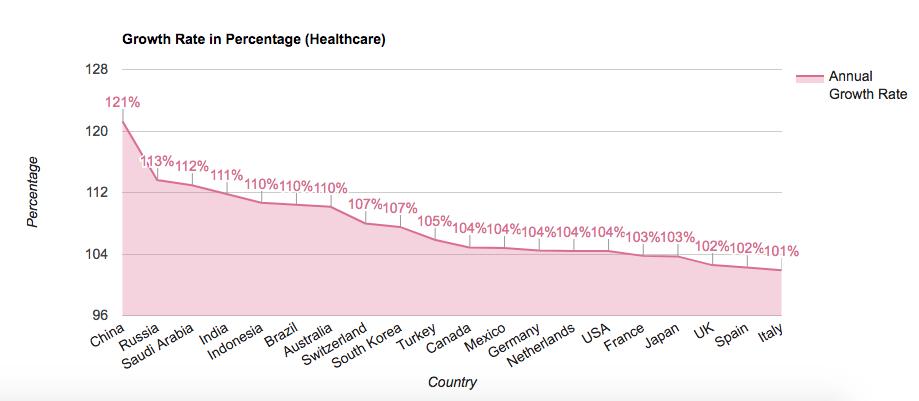 Growth Rate in Percentage (Healthcare)
128
120
112
104
96
Percentage
121%
113%
112%
111%
110%
110%
110%
107%
107%
105%
104%
104%
104%
104%
104%
103%
103%
102%
102%
101%
Annual
Growth Rate
China
Russia
Saudi Arabia
India
Indonesia
Brazil
Australia
Switzerland
South Korea
Turkey
Canada
Mexico
Germany
Netherlands
USA
France
Japan
UK
Spain
Italy
Country